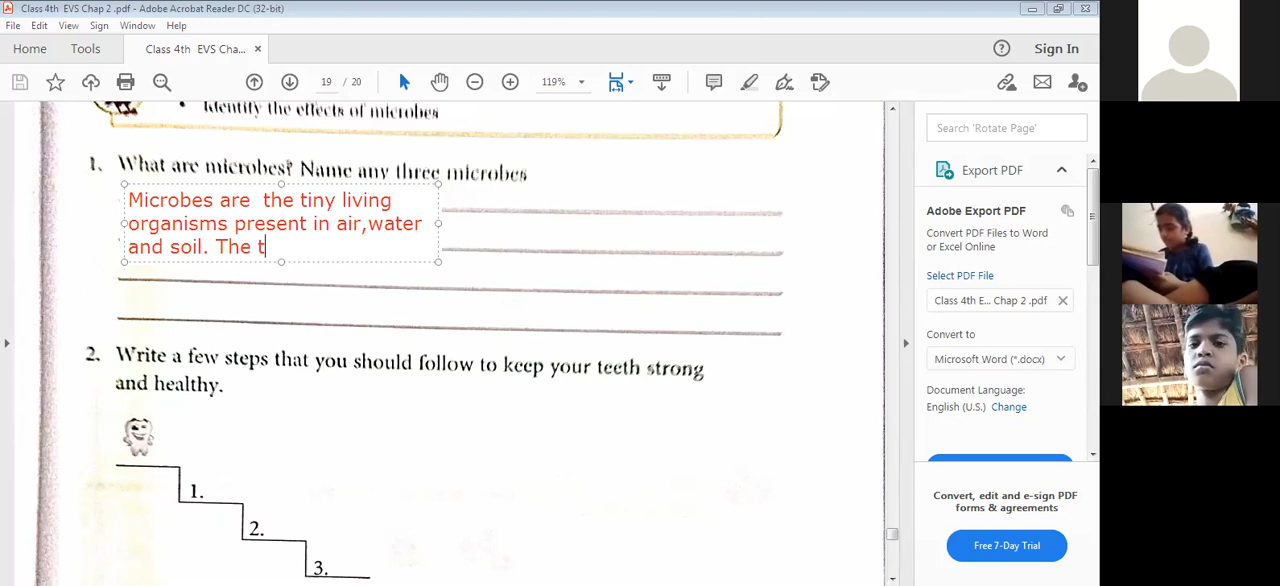 Class 4th EVS Chap 2 .pdf - Adobe Acrobat Reader DC (32-bit)
File Edit View Sign Window Help
Home Tools Class 4th EVS Cha... × Sign In
19 / 20 119%
• Identify the effects of microbes
1. What are microbes? Name any three microbes
Microbes are the tiny living
organisms present in air,water
and soil. The t
2. Write a few steps that you should follow to keep your teeth strong
and healthy.
1.
2.
3.
Search 'Rotate Page'
Export PDF
Adobe Export PDF
Convert PDF Files to Word
or Excel Online
Select PDF File
Class 4th E... Chap 2 .pdf
Convert to
Microsoft Word (*.docx)
Document Language:
English (U.S.) Change
Convert, edit and e-sign PDF
forms & agreements
Free 7-Day Trial